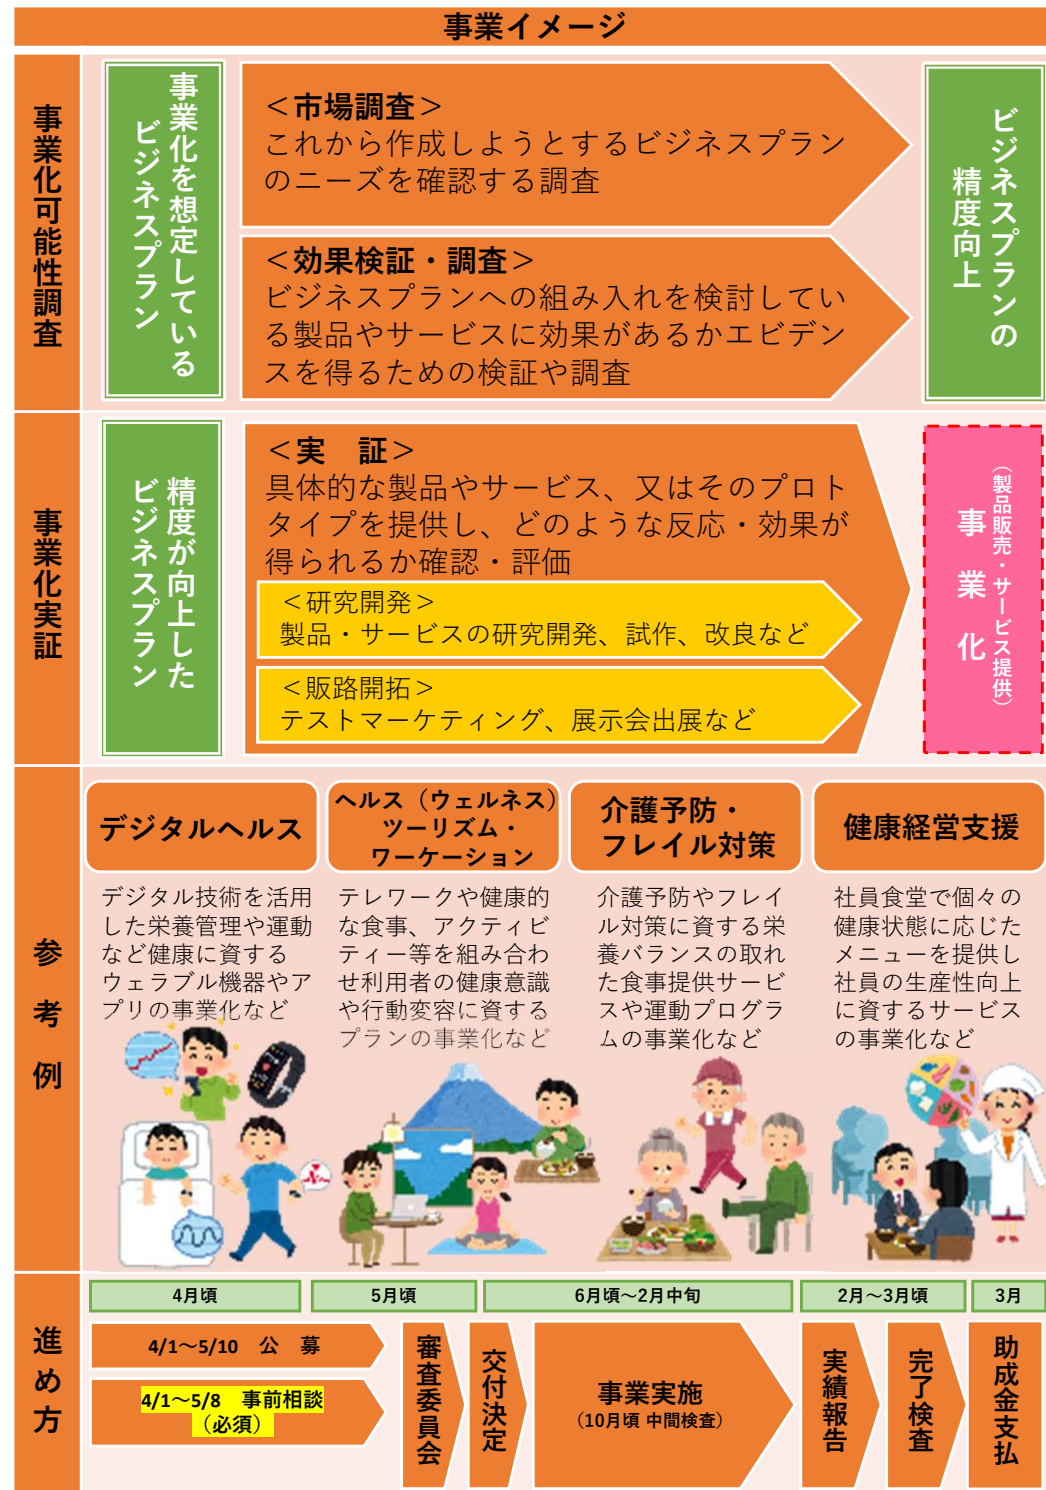 事業イメージ
事業化可能性調査
事業化を想定している
ビジネスプラン
＜市場調査＞
これから作成しようとするビジネスプラン
のニーズを確認する調査
＜効果検証・調査＞
ビジネスプランへの組み入れを検討してい
る製品やサービスに効果があるかエビデン
スを得るための検証や調査
ビジネスプランの
精度向上
事業化実証
精度が向上した
ビジネスプラン
＜実　証＞
具体的な製品やサービス、又はそのプロト
タイプを提供し、どのような反応・効果が
得られるか確認・評価
＜研究開発＞
製品・サービスの研究開発、試作、改良など
＜販路開拓＞
テストマーケティング、展示会出展など
（製品販売・サービス提供）
事　業　化
参　考　例
デジタルヘルス
デジタル技術を活用
した栄養管理や運動
など健康に資する
ウェラブル機器やア
プリの事業化など
ヘルス（ウェルネス）
ツーリズム・
ワーケーション
テレワークや健康的
な食事、アクティビ
ティー等を組み合わ
せ利用者の健康意識
や行動変容に資する
プランの事業化など
介護予防・
フレイル対策
介護予防やフレイ
ル対策に資する栄
養バランスの取れ
た食事提供サービ
スや運動プログラ
ムの事業化など
健康経営支援
社員食堂で個々の
健康状態に応じた
メニューを提供し
社員の生産性向上
に資するサービス
の事業化など
進め方
4月頃
5月頃
6月頃～2月中旬
2月～3月頃
3月
4/1～5/10　公　募
4/1～5/8　事前相談
（必須）
審査委員会
交付決定
事業実施
（10月頃 中間検査）
実績報告
完了検査
助成金支払